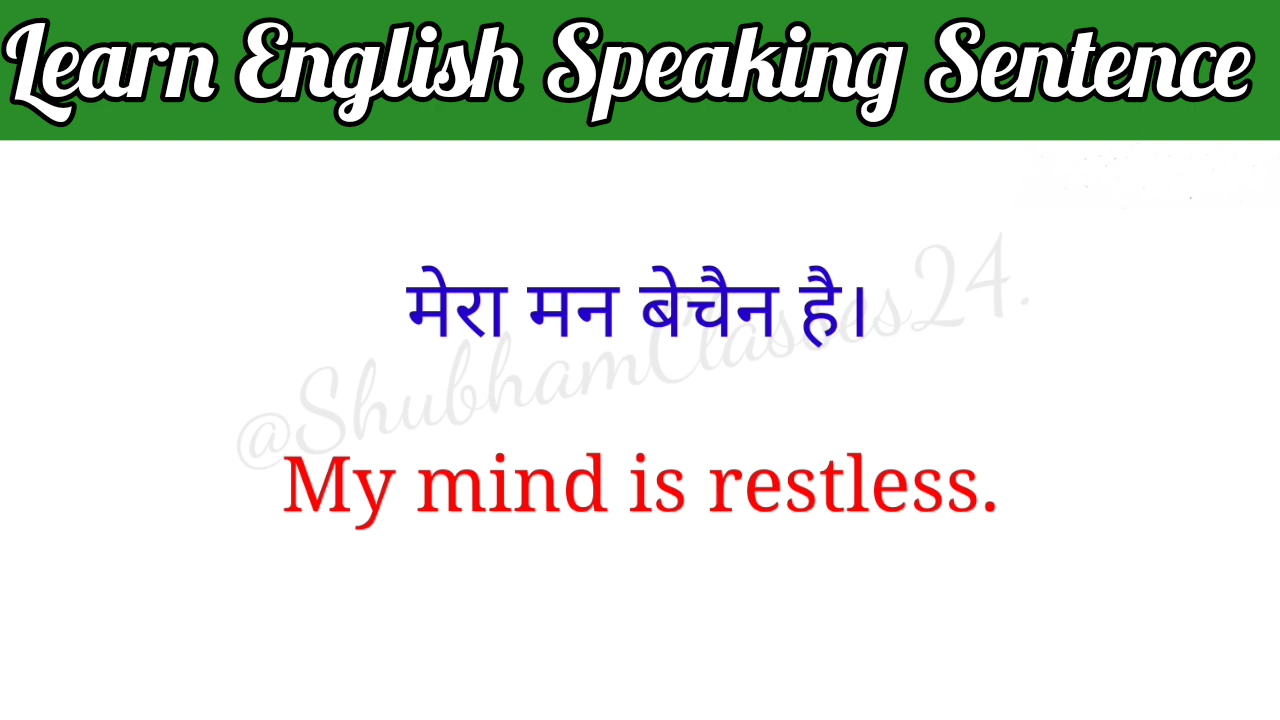 Learn English Speaking Sentence
मेरा मन बेचैन है।
@ShubhamClasses24.
My mind is restless.